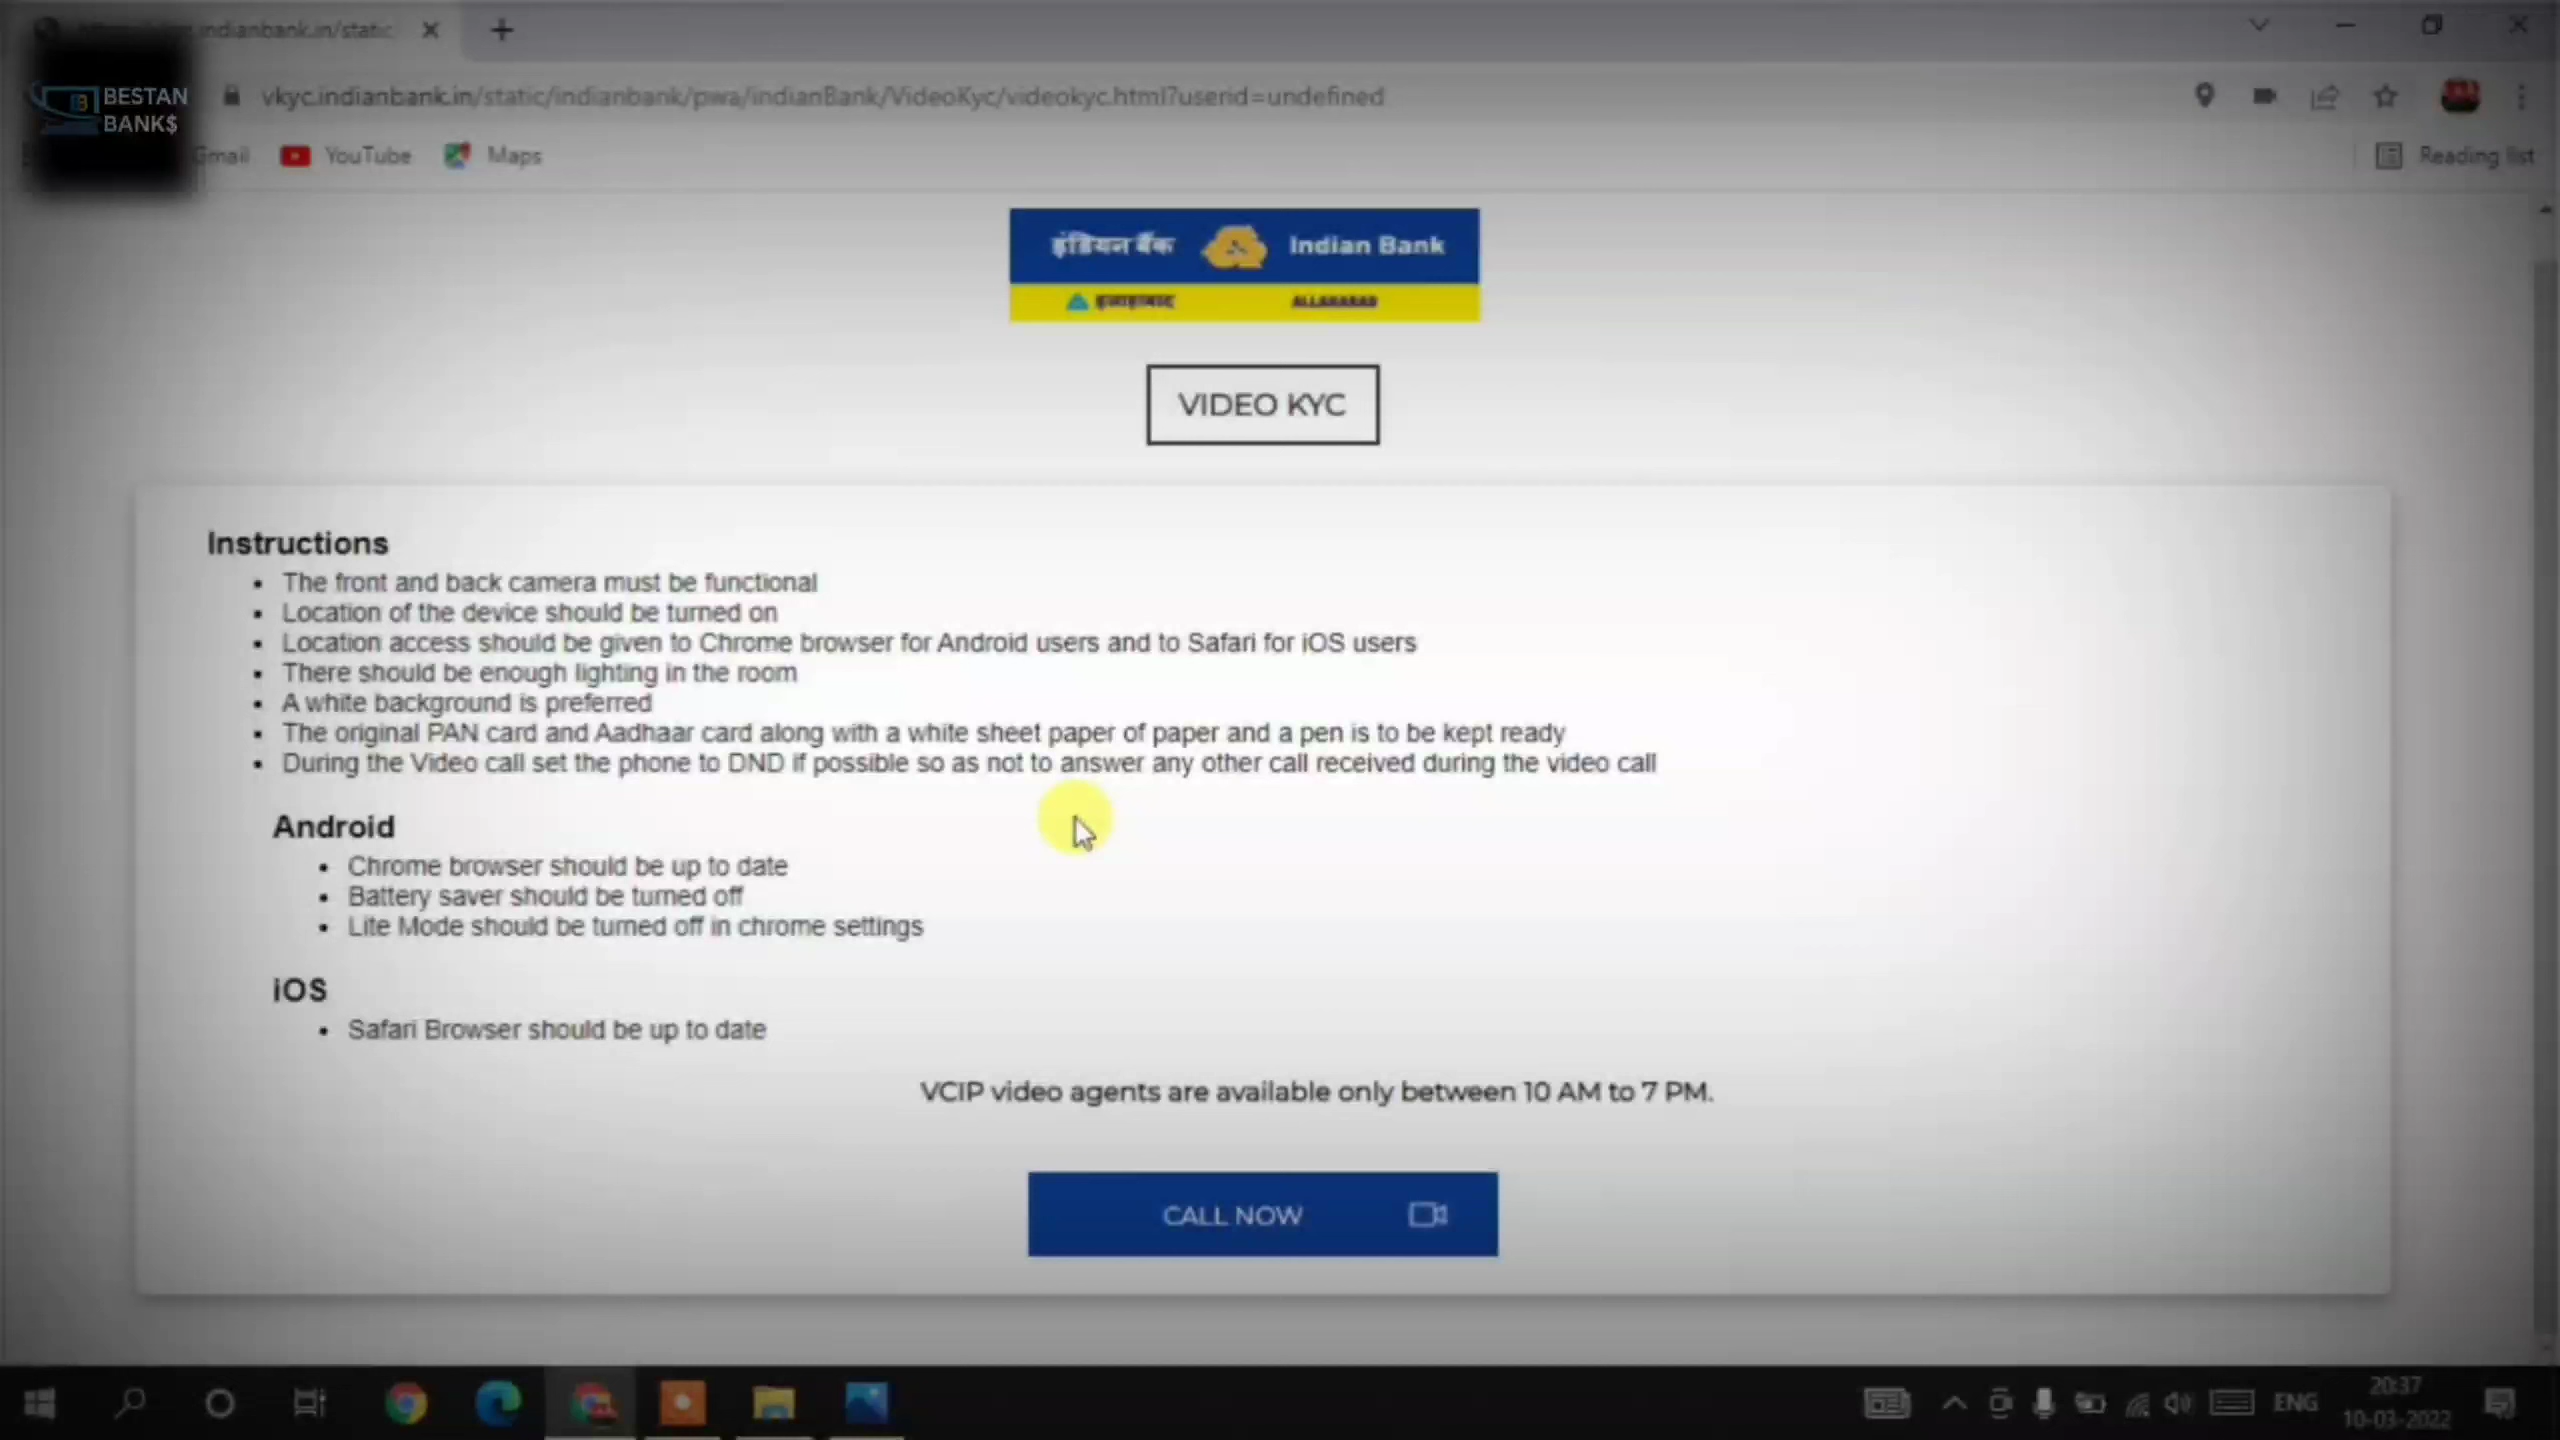 indianbank.in/static
BESTAN
BANK$
vkyc.indianbank.in/static/indianbank/pwa/indianBank/VideoKyc/videokyc.html?userid=undefined
Gmail
YouTube
Maps
Reading list
इंडियन बैंक
Indian Bank
इलाहाबाद
ALLAHABAD
VIDEO KYC
Instructions
• The front and back camera must be functional
• Location of the device should be turned on
• Location access should be given to Chrome browser for Android users and to Safari for iOS users
• There should be enough lighting in the room
• A white background is preferred
• The original PAN card and Aadhaar card along with a white sheet paper of paper and a pen is to be kept ready
• During the Video call set the phone to DND if possible so as not to answer any other call received during the video call
Android
• Chrome browser should be up to date
• Battery saver should be turned off
• Lite Mode should be turned off in chrome settings
iOS
• Safari Browser should be up to date
VCIP video agents are available only between 10 AM to 7 PM.
CALL NOW
ENG
20:37
10-03-2022